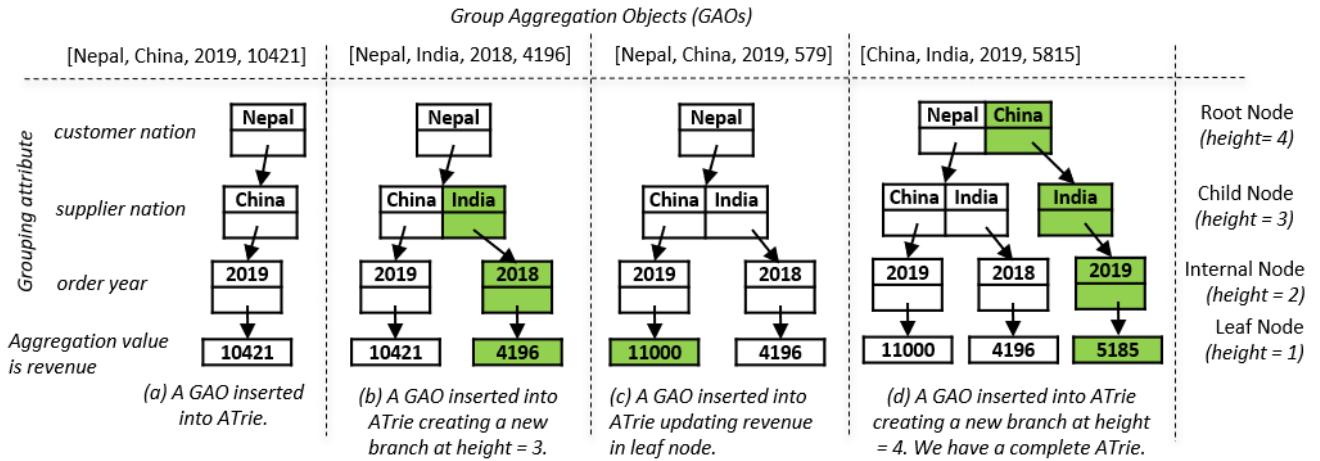 Group Aggregation Objects (GAOs)
[Nepal, China, 2019, 10421]
[Nepal, India, 2018, 4196]
[Nepal, China, 2019, 579]
[China, India, 2019, 5815]
Grouping attribute
customer nation
Nepal
Nepal
Nepal
Nepal China
Root Node
(height= 4)
supplier nation
China
China India
China India
China India
India
Child Node
(height = 3)
order year
2019
2019
2018
2019
2018
2019
2018
2019
Internal Node
(height = 2)
Aggregation value
is revenue
10421
10421
4196
11000
4196
11000
4196
5185
Leaf Node
(height = 1)
(a) A GAO inserted
into ATrie.
(b) A GAO inserted into
ATrie creating a new
branch at height = 3.
(c) A GAO inserted into
ATrie updating revenue
in leaf node.
(d) A GAO inserted into ATrie
creating a new branch at height
= 4. We have a complete ATrie.